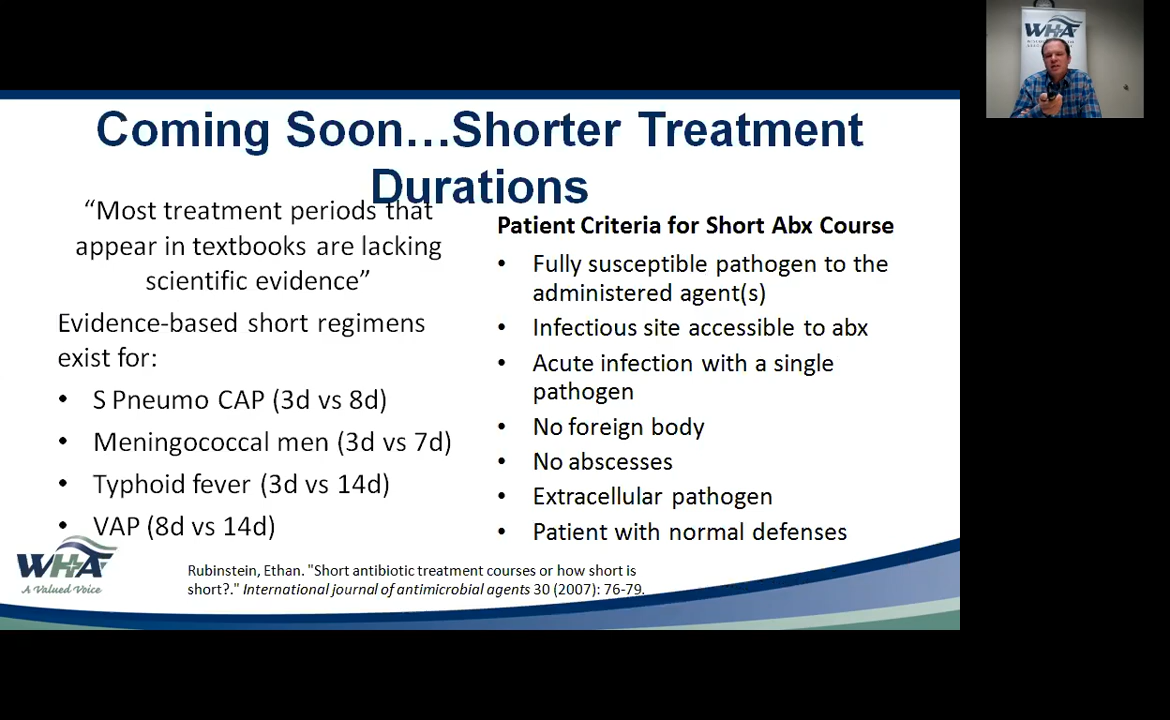 Coming Soon…Shorter Treatment
Durations
“Most treatment periods that
appear in textbooks are lacking
scientific evidence”
Evidence-based short regimens
exist for:
• S Pneumo CAP (3d vs 8d)
• Meningococcal men (3d vs 7d)
• Typhoid fever (3d vs 14d)
• VAP (8d vs 14d)
Patient Criteria for Short Abx Course
• Fully susceptible pathogen to the
administered agent(s)
• Infectious site accessible to abx
• Acute infection with a single
pathogen
• No foreign body
• No abscesses
• Extracellular pathogen
• Patient with normal defenses
WHA
A Valued Voice
Rubinstein, Ethan. "Short antibiotic treatment courses or how short is
short?." International journal of antimicrobial agents 30 (2007): 76-79.
WHA